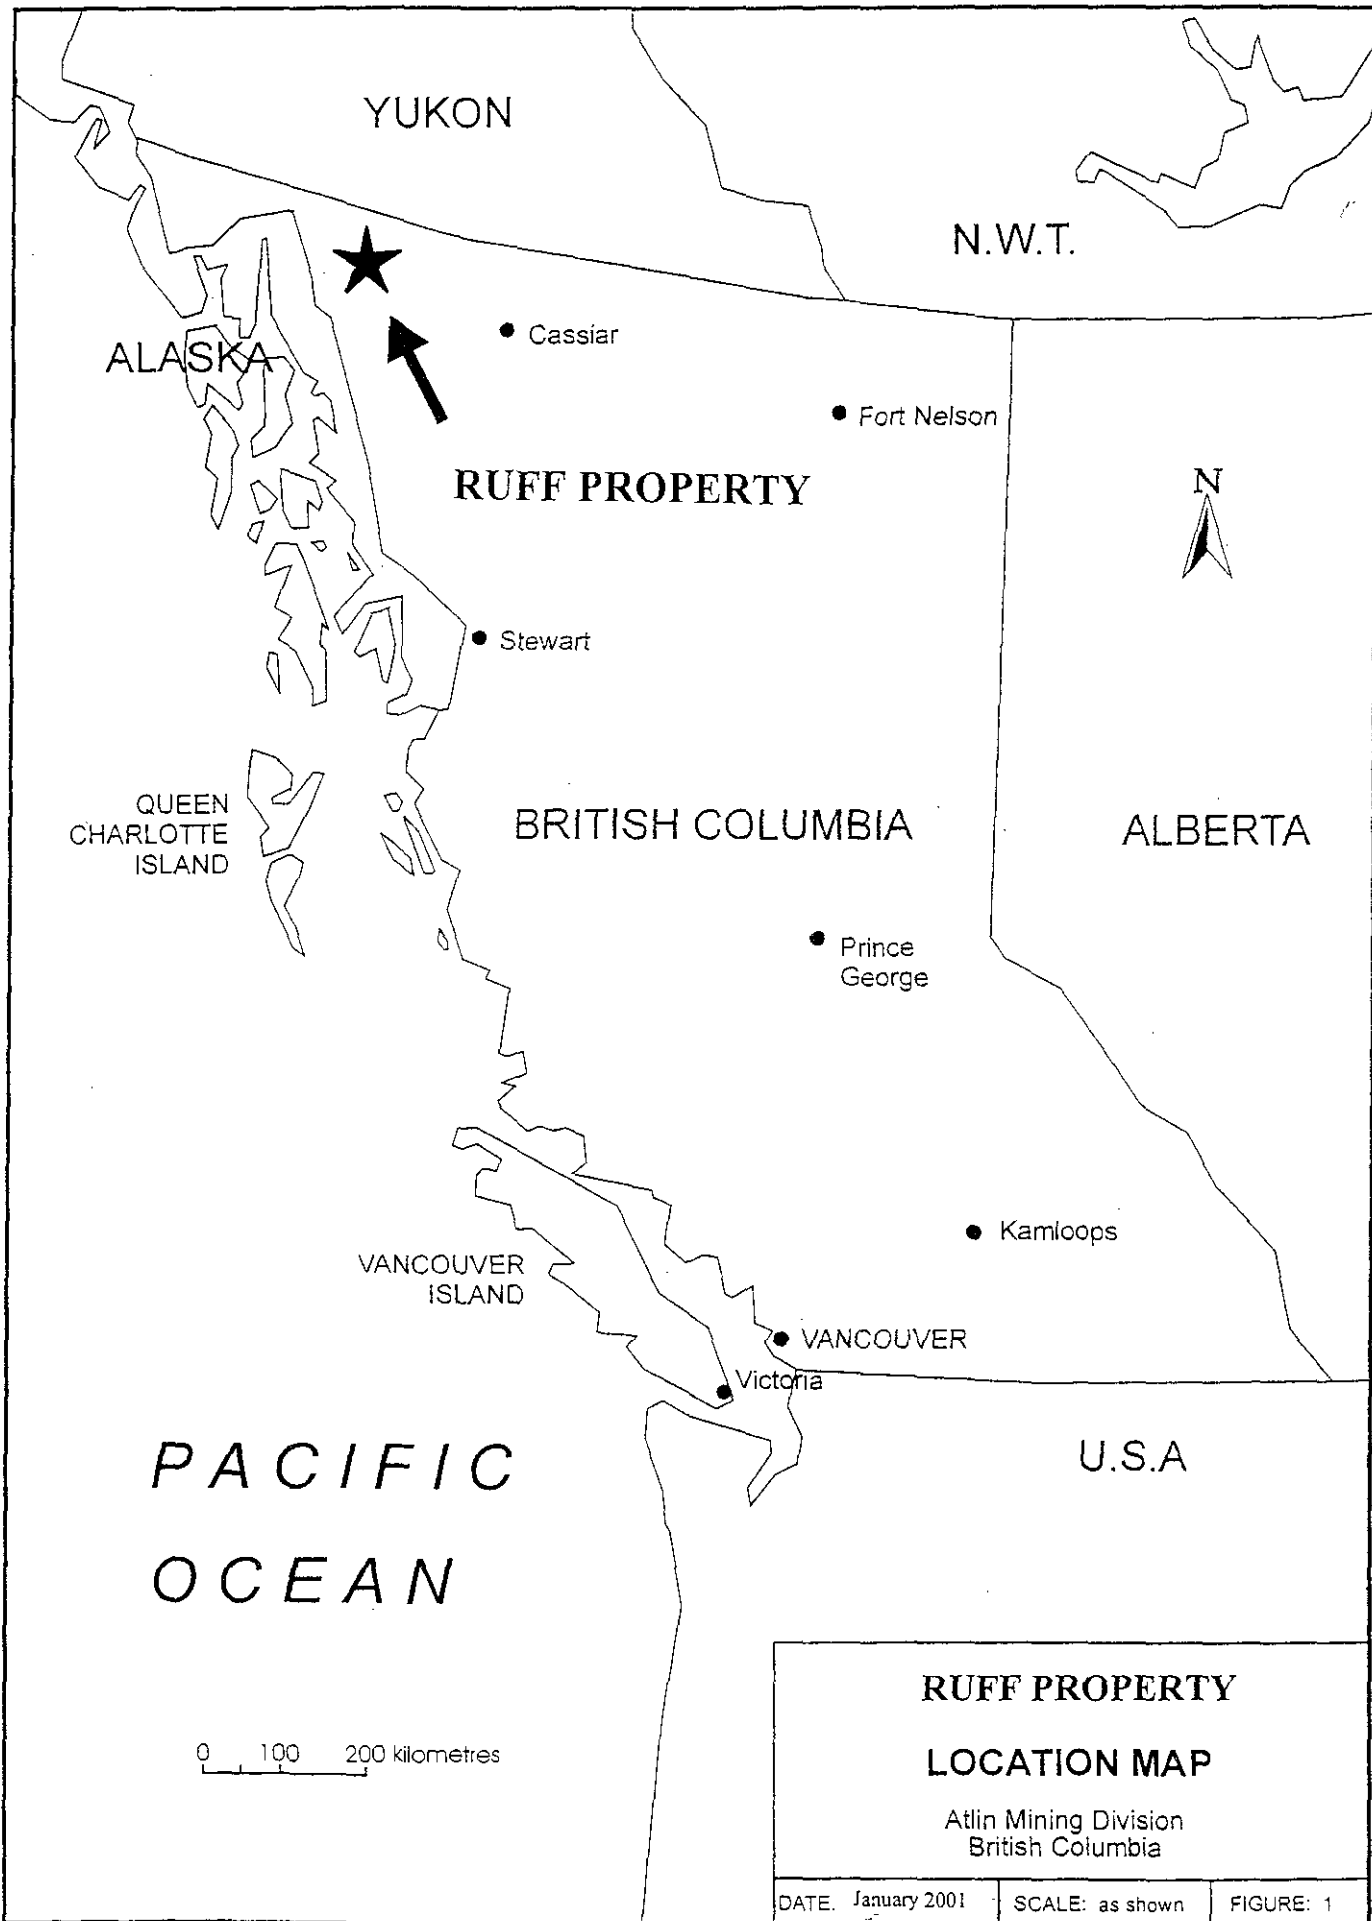 YUKON
N.W.T.
ALASKA
Cassiar
Fort Nelson
RUFF PROPERTY
N
Stewart
QUEEN
CHARLOTTE
ISLAND
BRITISH COLUMBIA
ALBERTA
Prince
George
Kamloops
VANCOUVER
ISLAND
VANCOUVER
Victoria
PACIFIC
OCEAN
U.S.A
0 100 200 kilometres
RUFF PROPERTY
LOCATION MAP
Atlin Mining Division
British Columbia
DATE. January 2001
SCALE: as shown
FIGURE: 1